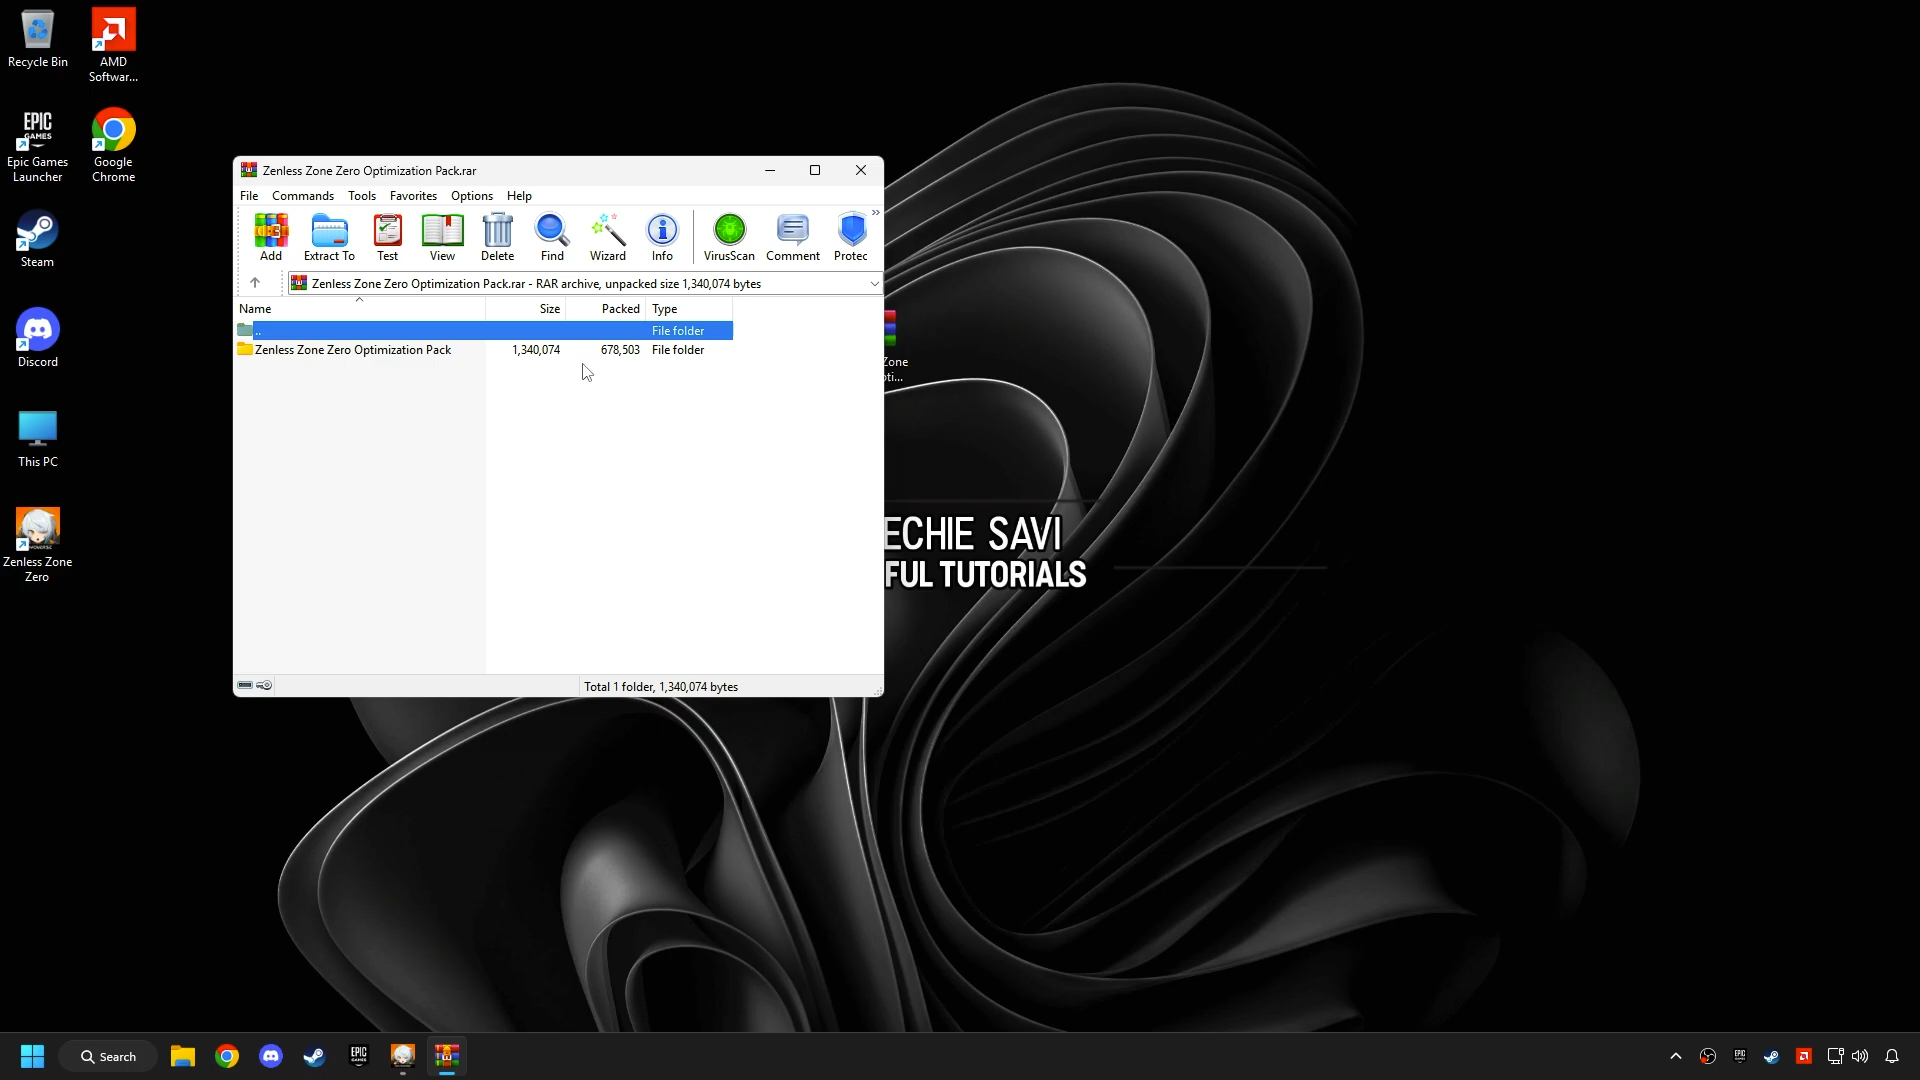 Recycle Bin
AMD
Softwar...
EPIC
GAMES
Epic Games
Launcher
Google
Chrome
Steam
Discord
This PC
Zenless Zone
Zero
Zenless Zone Zero Optimization Pack.rar
File Commands Tools Favorites Options Help
Add Extract To Test View Delete Find Wizard Info VirusScan Comment Protec
Zenless Zone Zero Optimization Pack.rar - RAR archive, unpacked size 1,340,074 bytes
Name Size Packed Type
.. File folder
Zenless Zone Zero Optimization Pack 1,340,074 678,503 File folder
Total 1 folder, 1,340,074 bytes
Zone
pti...
ECHIE SAVI
FUL TUTORIALS
Search
EPIC
GAMES
EPIC